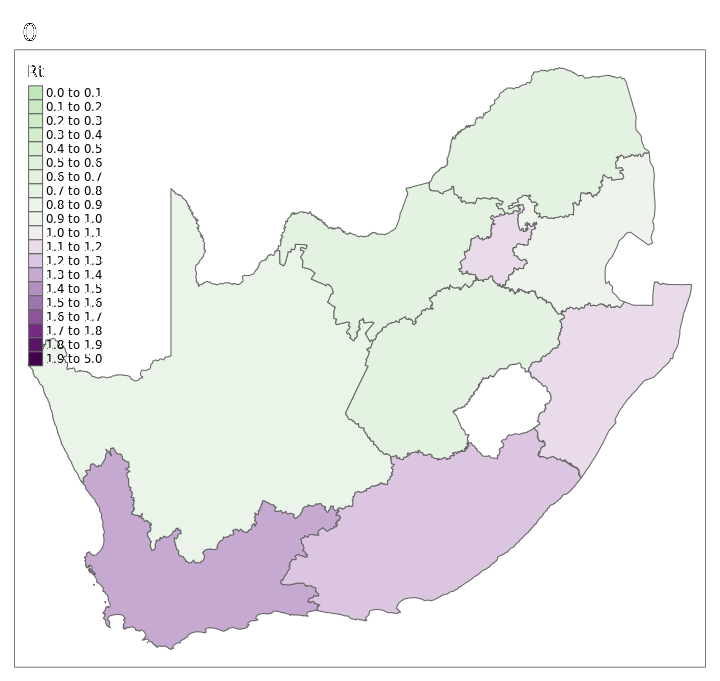 0
Rt
0.0 to 0.1
0.1 to 0.2
0.2 to 0.3
0.3 to 0.4
0.4 to 0.5
0.5 to 0.6
0.6 to 0.7
0.7 to 0.8
0.8 to 0.9
0.9 to 1.0
1.0 to 1.1
1.1 to 1.2
1.2 to 1.3
1.3 to 1.4
1.4 to 1.5
1.5 to 1.6
1.6 to 1.7
1.7 to 1.8
1.8 to 1.9
1.9 to 5.0